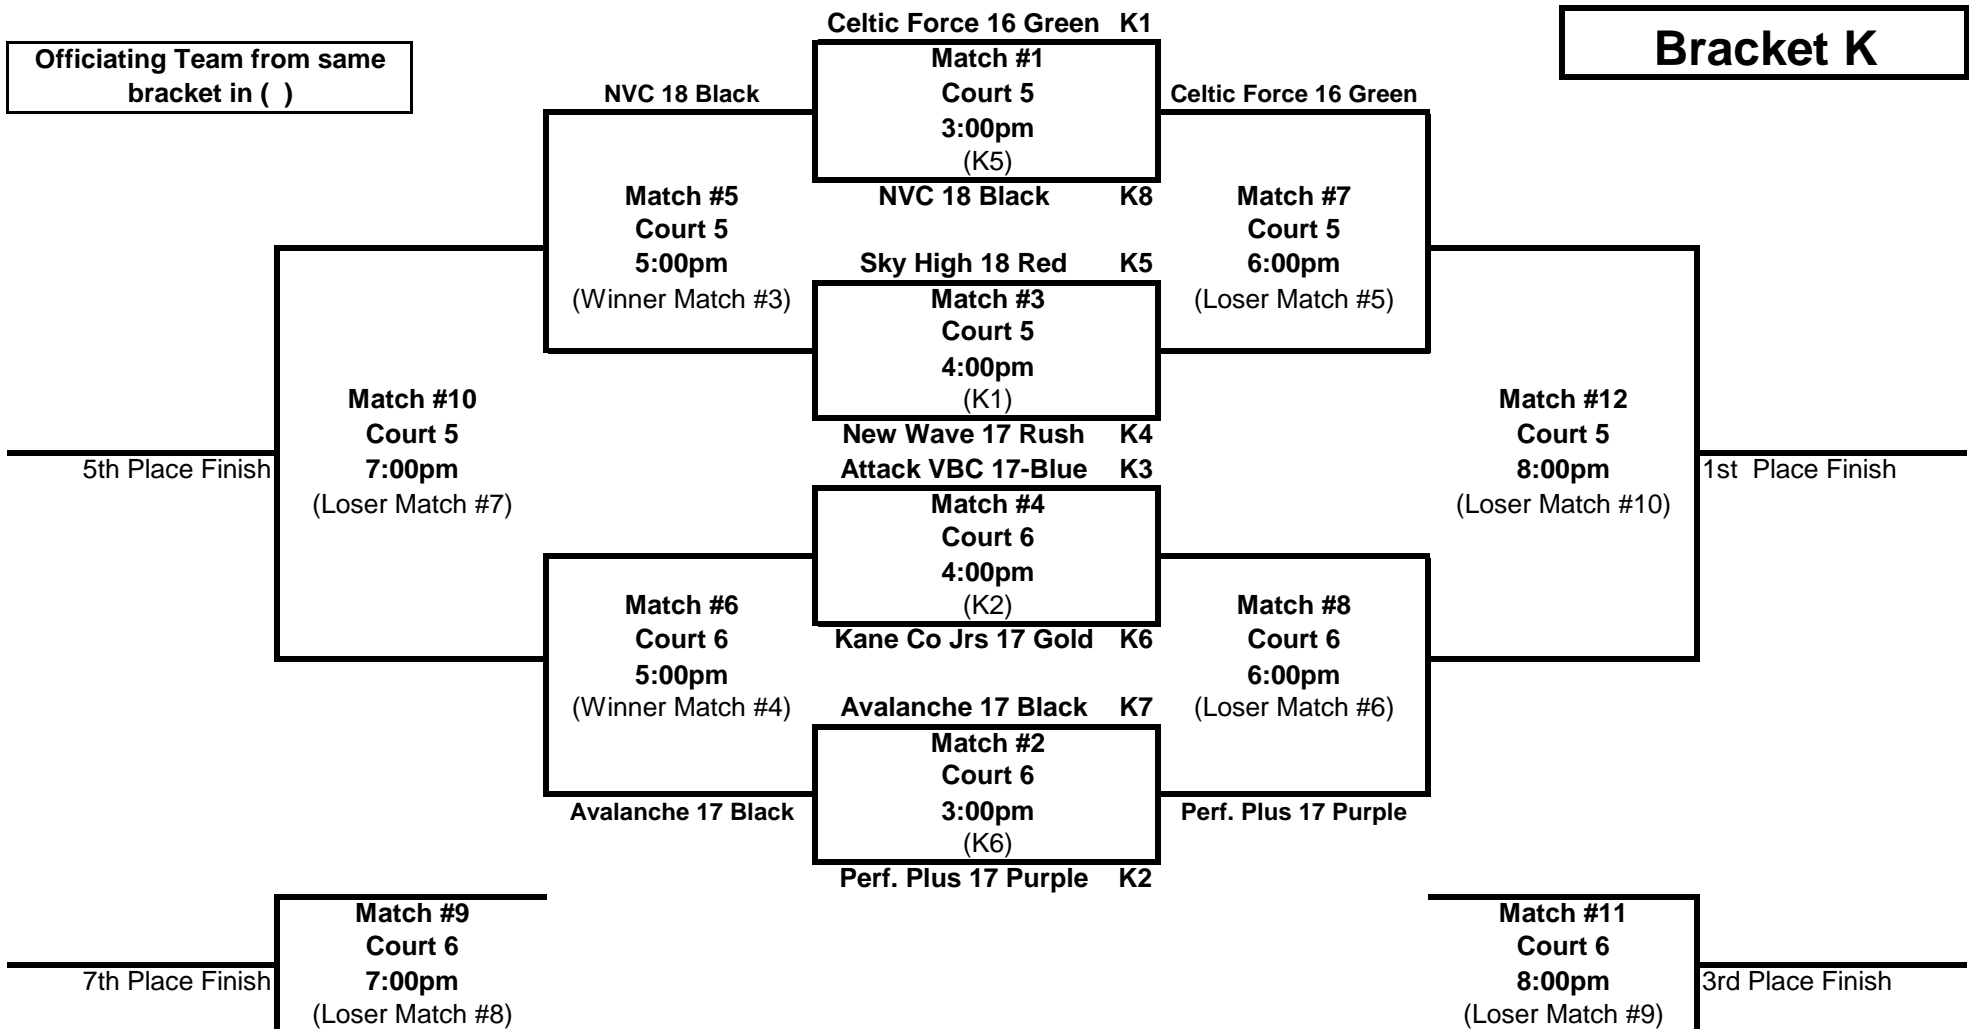 Celtic Force 16 Green K1
Bracket K
Officiating Team from same
bracket in ( )
Match #1
Court 5
3:00pm
(K5)
NVC 18 Black
Celtic Force 16 Green
NVC 18 Black K8
Match #5
Court 5
5:00pm
(Winner Match #3)
Match #7
Court 5
6:00pm
(Loser Match #5)
Sky High 18 Red K5
Match #3
Court 5
4:00pm
(K1)
New Wave 17 Rush K4
Match #10
Court 5
7:00pm
(Loser Match #7)
5th Place Finish
Match #12
Court 5
8:00pm
(Loser Match #10)
1st  Place Finish
Attack VBC 17-Blue K3
Match #4
Court 6
4:00pm
(K2)
Kane Co Jrs 17 Gold K6
Match #6
Court 6
5:00pm
(Winner Match #4)
Match #8
Court 6
6:00pm
(Loser Match #6)
Avalanche 17 Black K7
Match #2
Court 6
3:00pm
(K6)
Avalanche 17 Black
Perf. Plus 17 Purple
Perf. Plus 17 Purple K2
Match #9
Court 6
7:00pm
(Loser Match #8)
7th Place Finish
Match #11
Court 6
8:00pm
(Loser Match #9)
3rd Place Finish